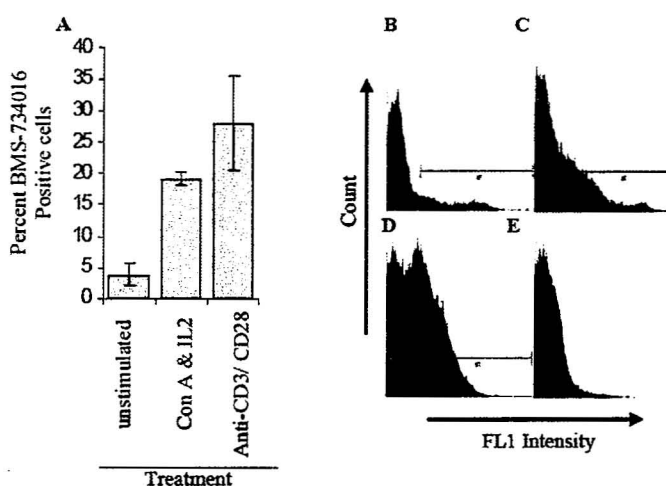 A
Percent BMS-734016
Positive cells
40
35
30
25
20
15
10
5
0
unstimulated
Con A & IL2
Anti-CD3/ CD28
Treatment
B
C
D
E
Count
FL1 Intensity